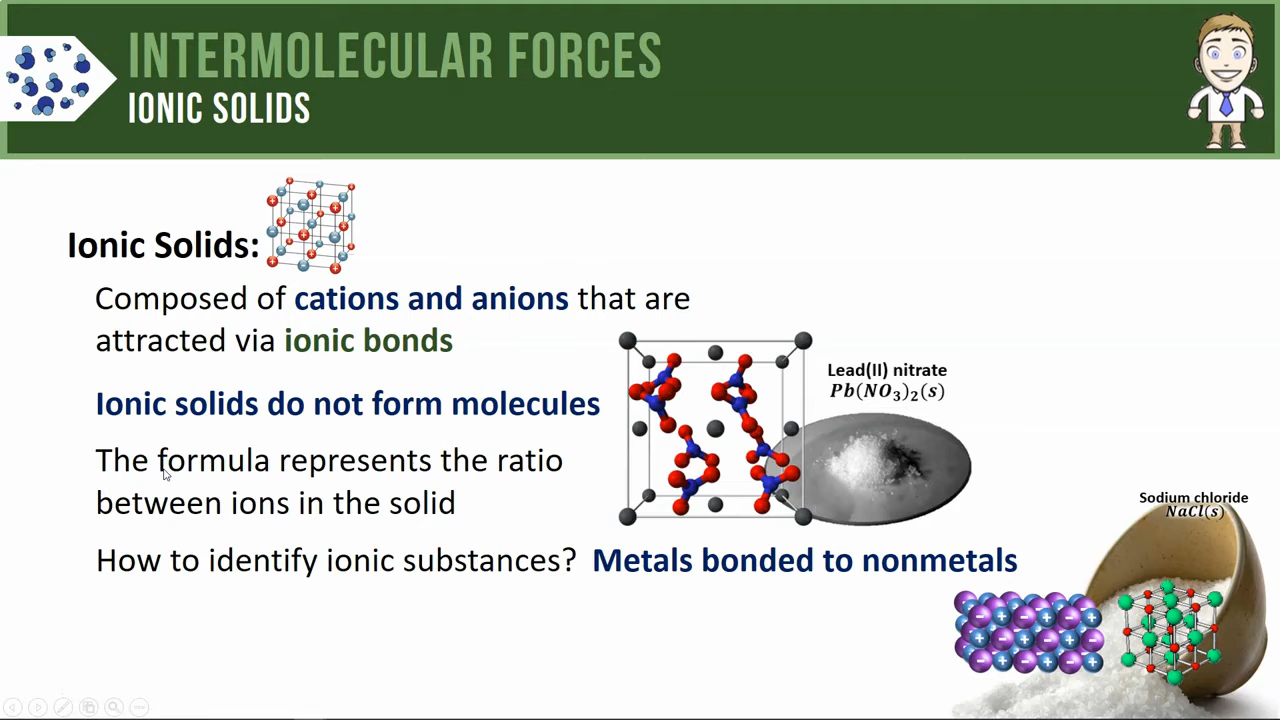 INTERMOLECULAR FORCES
IONIC SOLIDS
Ionic Solids:
Composed of cations and anions that are
attracted via ionic bonds
Ionic solids do not form molecules
The formula represents the ratio
between ions in the solid
How to identify ionic substances? Metals bonded to nonmetals
Lead(II) nitrate
Pb(NO₃)₂(s)
Sodium chloride
NaCl(s)